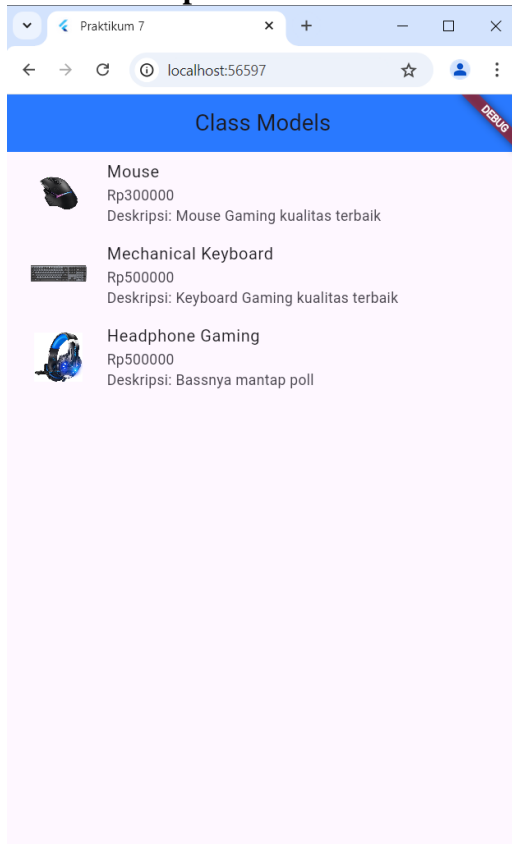 Praktikum 7
localhost:56597
Class Models
DEBUG
Mouse
Rp300000
Deskripsi: Mouse Gaming kualitas terbaik
Mechanical Keyboard
Rp500000
Deskripsi: Keyboard Gaming kualitas terbaik
Headphone Gaming
Rp500000
Deskripsi: Bassnya mantap poll